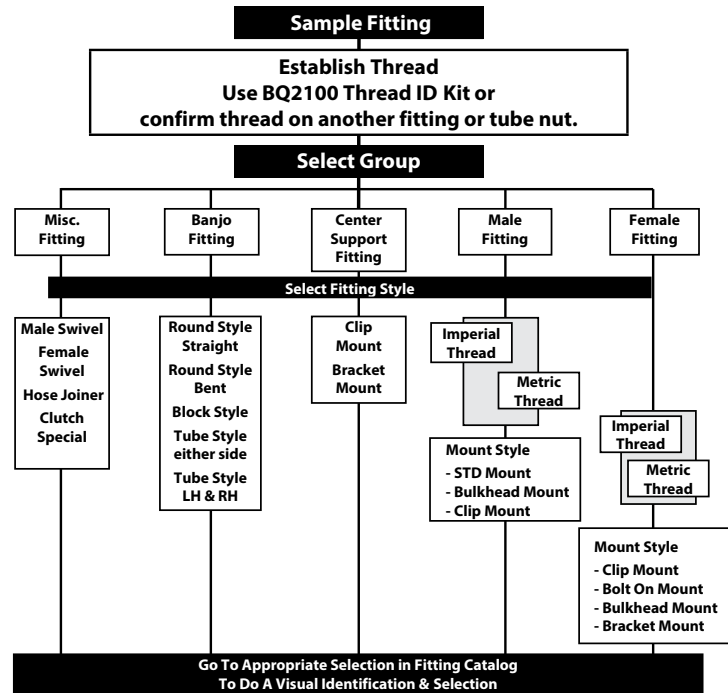 Sample Fitting
Establish Thread
Use BQ2100 Thread ID Kit or
confirm thread on another fitting or tube nut.
Select Group
Misc.
Fitting
Banjo
Fitting
Center
Support
Fitting
Male
Fitting
Female
Fitting
Select Fitting Style
Male Swivel
Female
Swivel
Hose Joiner
Clutch
Special
Round Style
Straight
Round Style
Bent
Block Style
Tube Style
either side
Tube Style
LH & RH
Clip
Mount
Bracket
Mount
Imperial
Thread
Metric
Thread
Mount Style
- STD Mount
- Bulkhead Mount
- Clip Mount
Imperial
Thread
Metric
Thread
Mount Style
- Clip Mount
- Bolt On Mount
- Bulkhead Mount
- Bracket Mount
Go To Appropriate Selection in Fitting Catalog
To Do A Visual Identification & Selection